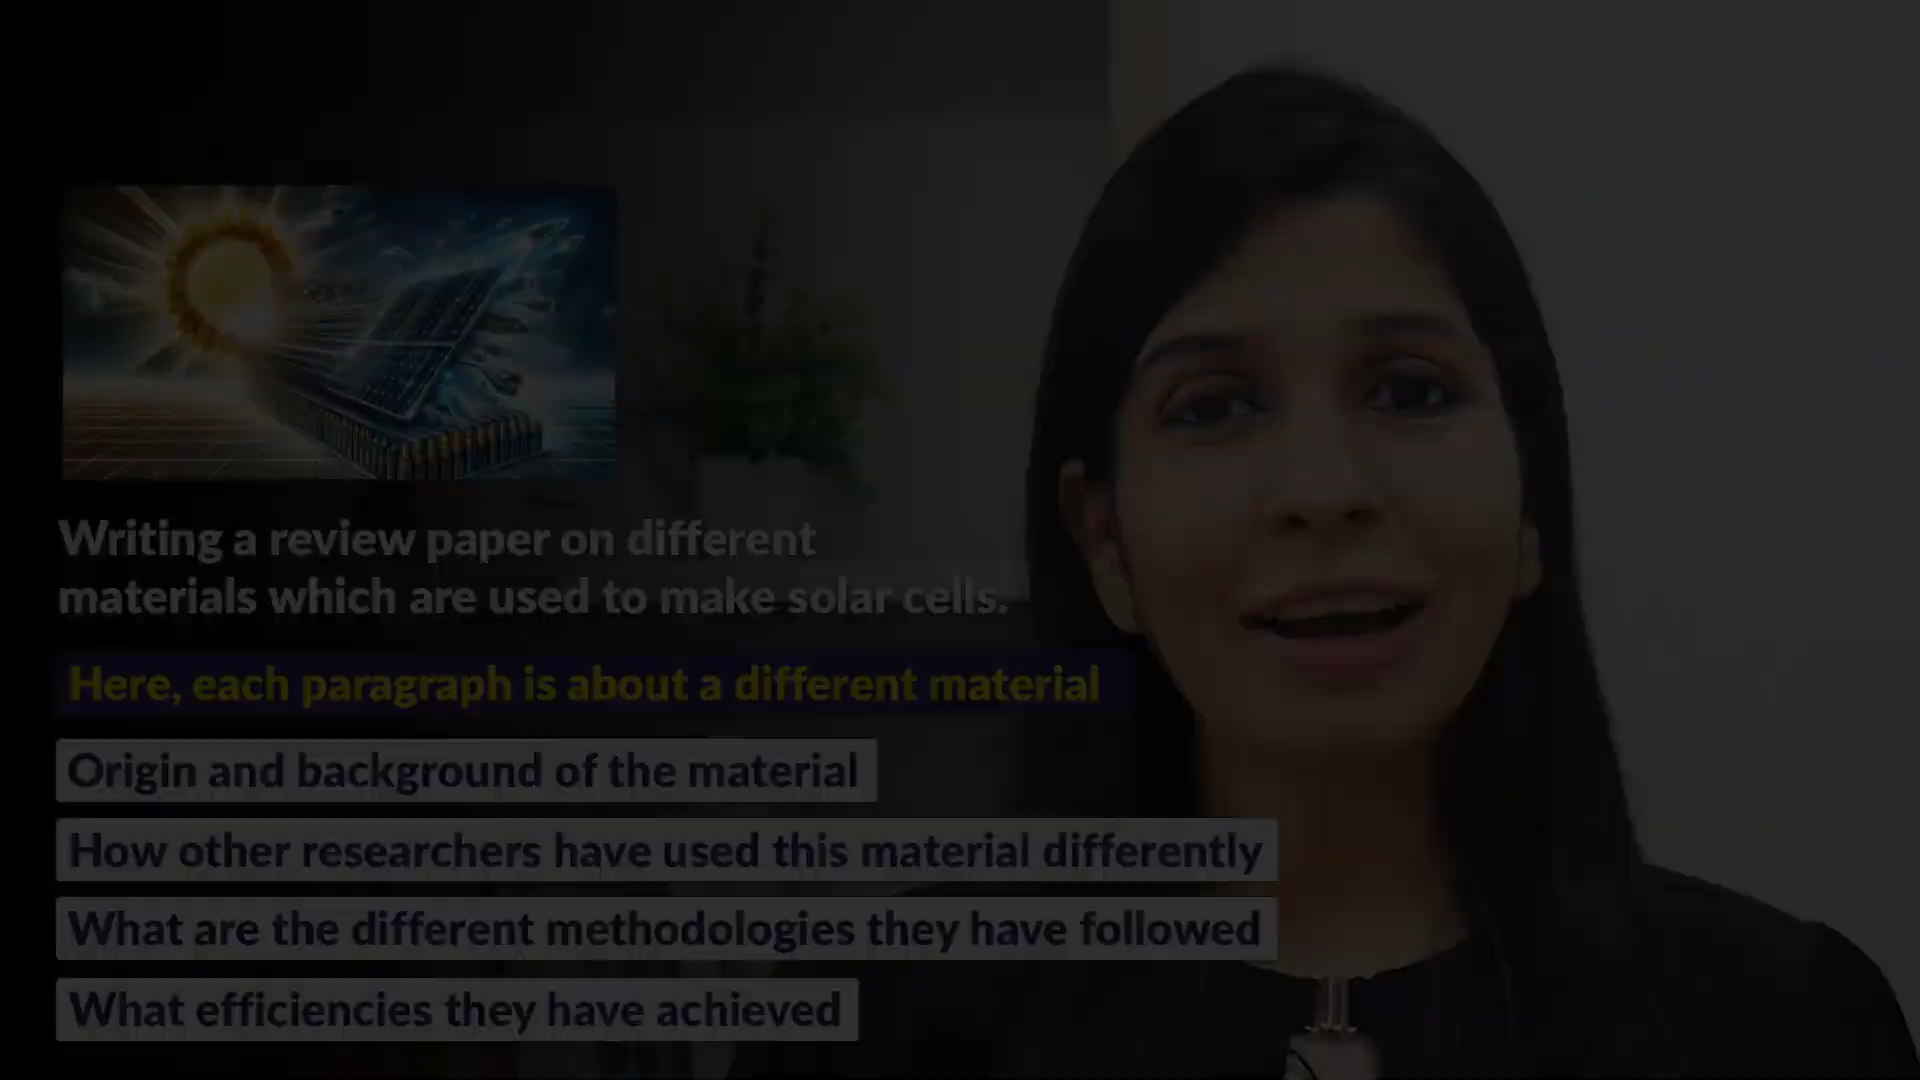 Writing a review paper on different
materials which are used to make solar cells.
Here, each paragraph is about a different material
Origin and background of the material
How other researchers have used this material differently
What are the different methodologies they have followed
What efficiencies they have achieved